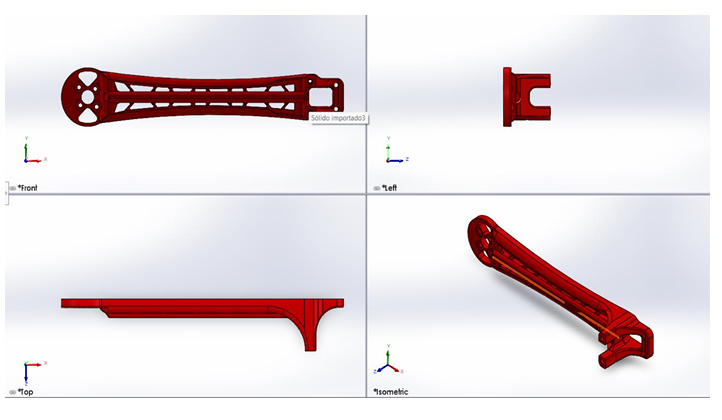 Sólido importado3
Y
X
*Front
Y
Z
*Left
X
Z
*Top
Y
Z
X
*Isometric